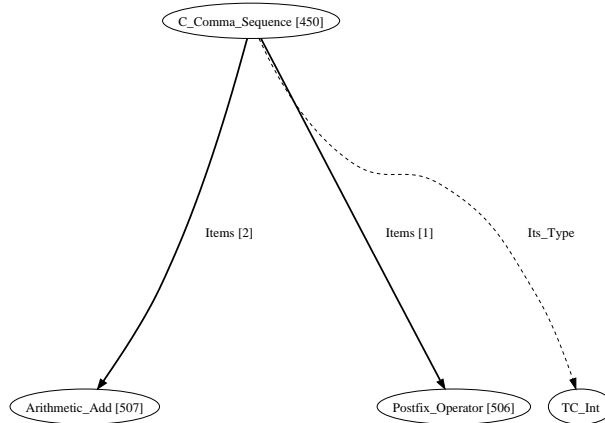 C_Comma_Sequence [450]
Items [2]
Items [1]
Its_Type
Arithmetic_Add [507]
Postfix_Operator [506]
TC_Int